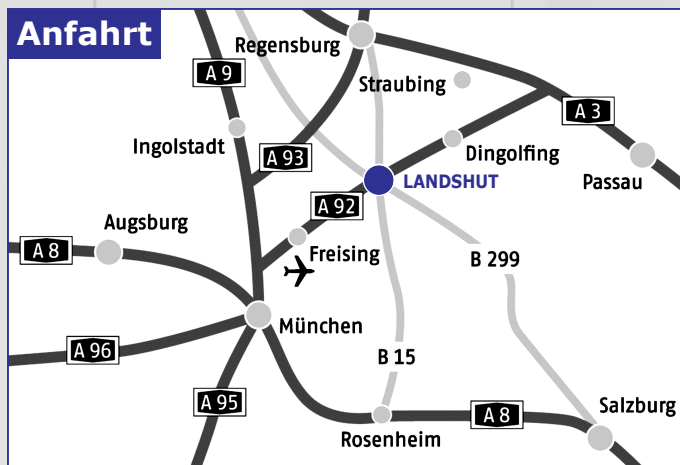 Anfahrt
Regensburg
A 9
Straubing
A 3
Ingolstadt
A 93
Dingolfing
Passau
LANDSHUT
A 92
Augsburg
A 8
Freising
B 299
München
A 96
B 15
A 95
Salzburg
A 8
Rosenheim